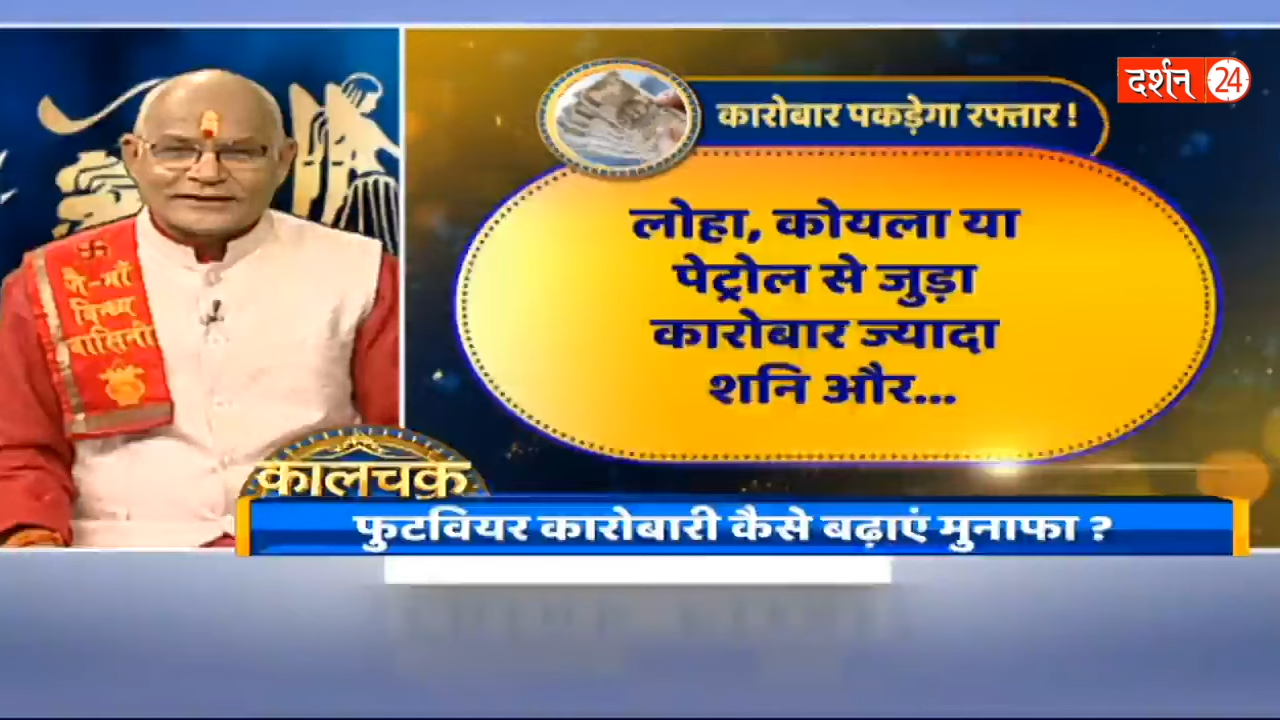 दर्शन 24
कारोबार पकड़ेगा रफ्तार !
लोहा, कोयला या
पेट्रोल से जुड़ा
कारोबार ज्यादा
शनि और...
जै-माँ
विन्ध्य
वासिनी
कालचक्र
फुटवियर कारोबारी कैसे बढ़ाएं मुनाफा ?